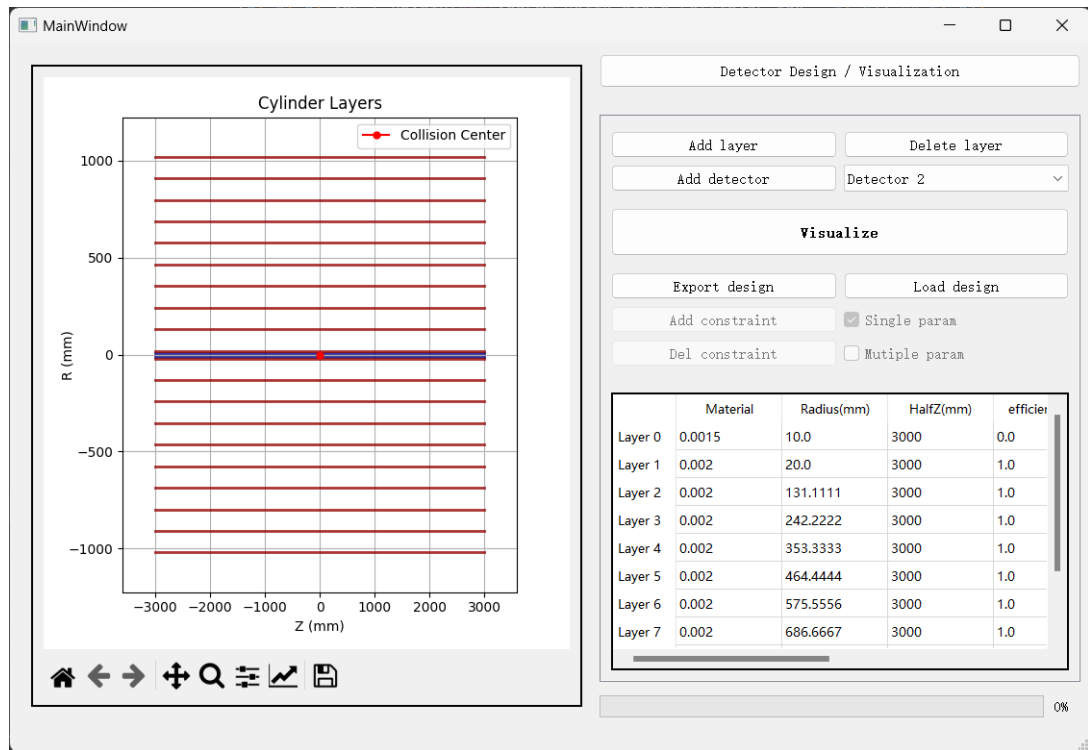 MainWindow
Detector Design / Visualization
Cylinder Layers
Collision Center
1000
500
0
−500
−1000
R (mm)
−3000 −2000 −1000 0 1000 2000 3000
Z (mm)
Add layer Delete layer
Add detector Detector 2
Visualize
Export design Load design
Add constraint Single param
Del constraint Mutiple param
Material Radius(mm) HalfZ(mm) efficien
Layer 0 0.0015 10.0 3000 0.0
Layer 1 0.002 20.0 3000 1.0
Layer 2 0.002 131.1111 3000 1.0
Layer 3 0.002 242.2222 3000 1.0
Layer 4 0.002 353.3333 3000 1.0
Layer 5 0.002 464.4444 3000 1.0
Layer 6 0.002 575.5556 3000 1.0
Layer 7 0.002 686.6667 3000 1.0
0%